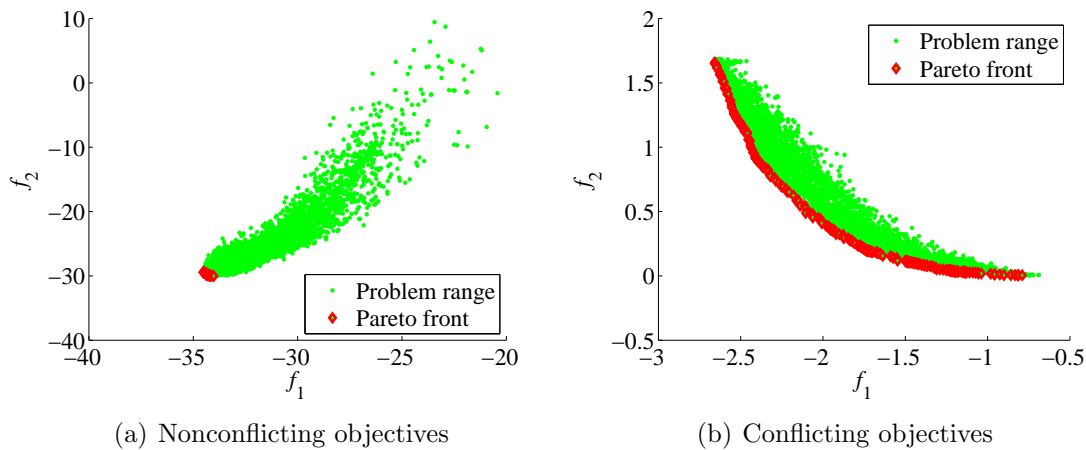 10
0
−10
−20
−30
−40
−40 −35 −30 −25 −20
f2
f1
Problem range
Pareto front
(a) Nonconflicting objectives
2
1.5
1
0.5
0
−0.5
−3 −2.5 −2 −1.5 −1 −0.5
f2
f1
Problem range
Pareto front
(b) Conflicting objectives